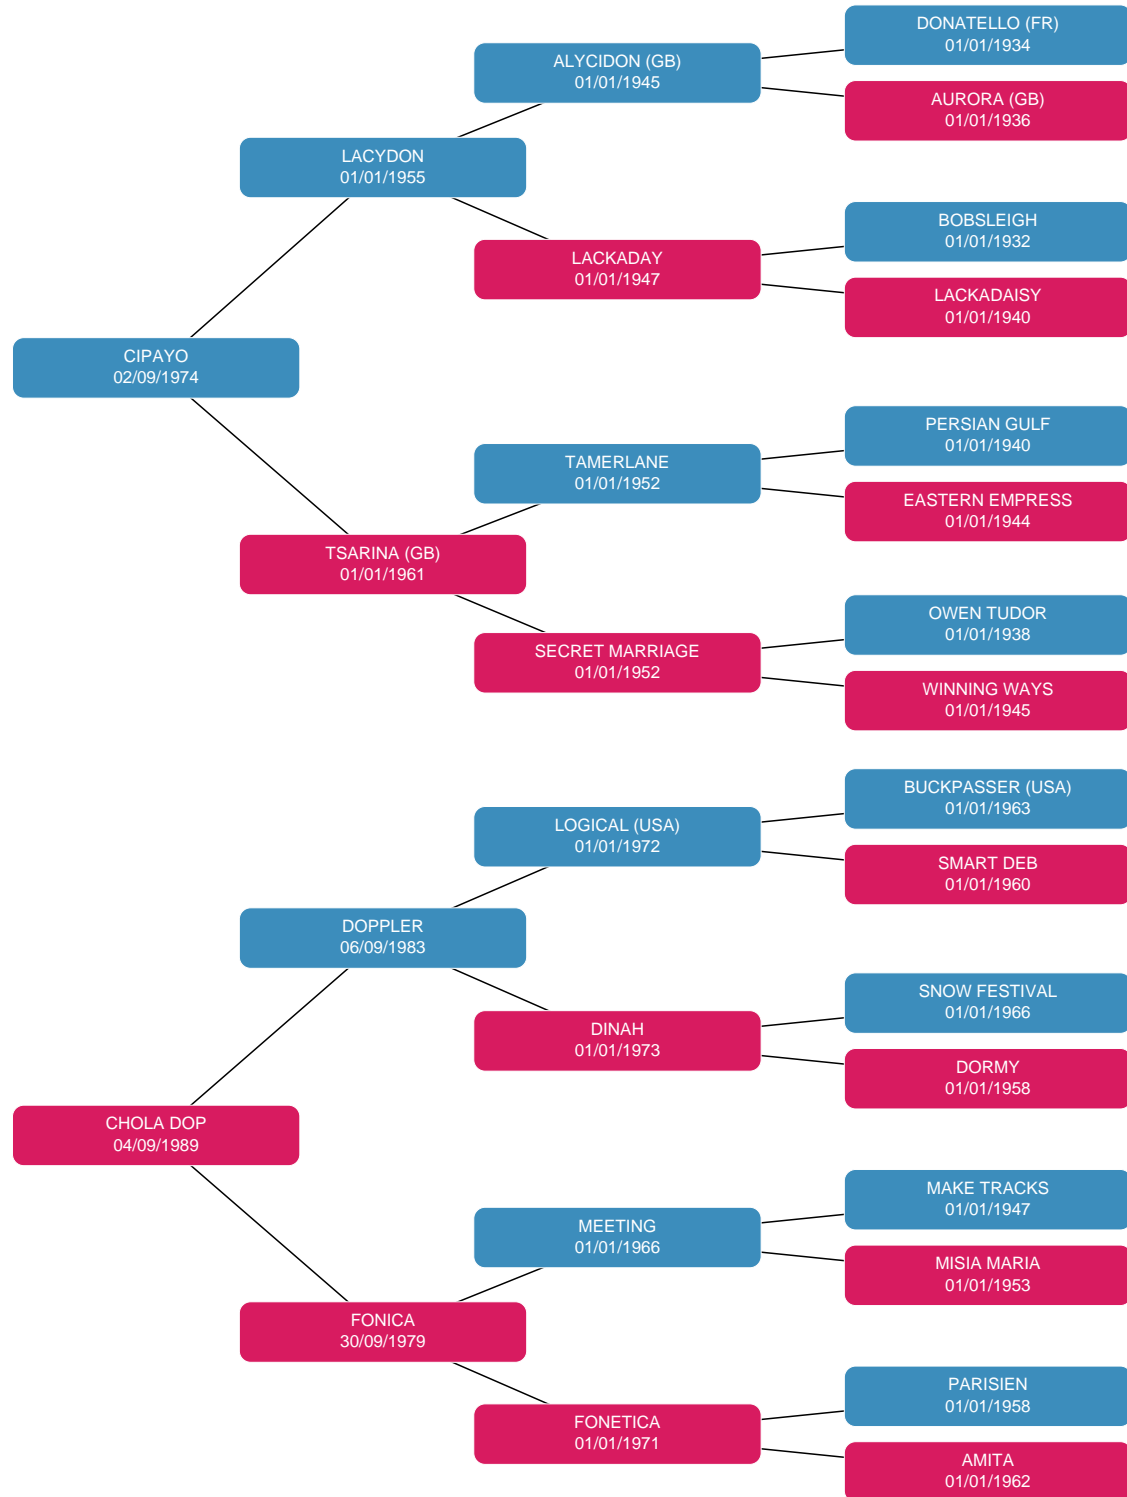 DONATELLO (FR)
01/01/1934
ALYCIDON (GB)
01/01/1945
AURORA (GB)
01/01/1936
LACYDON
01/01/1955
BOBSLEIGH
01/01/1932
LACKADAY
01/01/1947
LACKADAISY
01/01/1940
CIPAYO
02/09/1974
PERSIAN GULF
01/01/1940
TAMERLANE
01/01/1952
EASTERN EMPRESS
01/01/1944
TSARINA (GB)
01/01/1961
OWEN TUDOR
01/01/1938
SECRET MARRIAGE
01/01/1952
WINNING WAYS
01/01/1945
BUCKPASSER (USA)
01/01/1963
LOGICAL (USA)
01/01/1972
SMART DEB
01/01/1960
DOPPLER
06/09/1983
SNOW FESTIVAL
01/01/1966
DINAH
01/01/1973
DORMY
01/01/1958
CHOLA DOP
04/09/1989
MAKE TRACKS
01/01/1947
MEETING
01/01/1966
MISIA MARIA
01/01/1953
FONICA
30/09/1979
PARISIEN
01/01/1958
FONETICA
01/01/1971
AMITA
01/01/1962